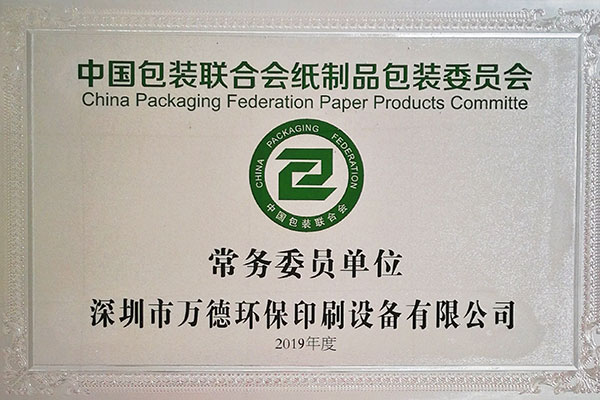 中国包装联合会纸制品包装委员会
China Packaging Federation Paper Products Committe
CHINA PACKAGING FEDERATION
中国包装联合会
常务委员单位
深圳市万德环保印刷设备有限公司
2019年度